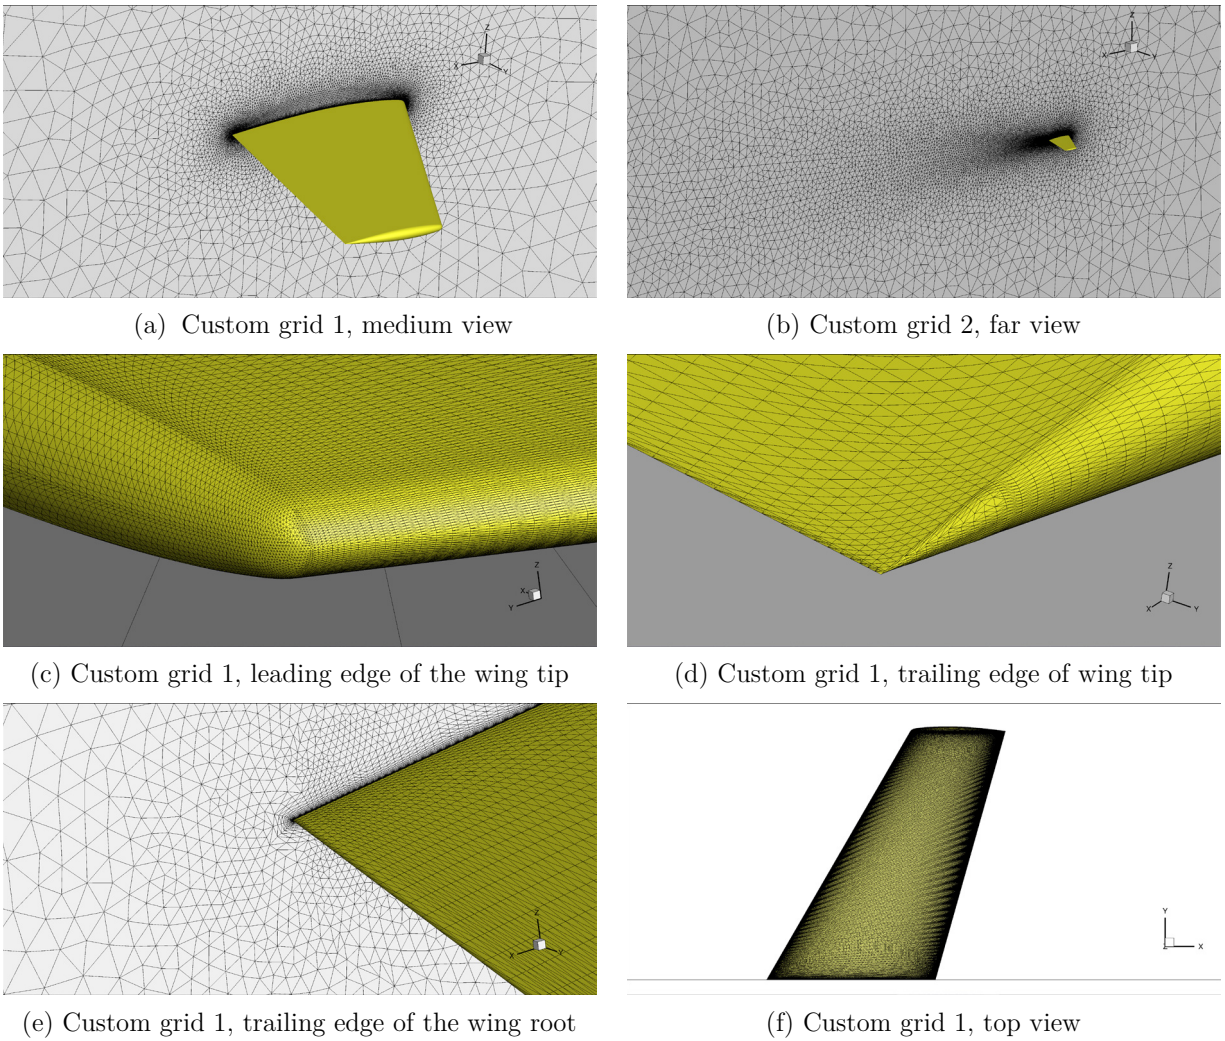 Z
X
Y
Z
X
Y
(a) Custom grid 1, medium view
(b) Custom grid 2, far view
Z
X
Y
Z
X
Y
(c) Custom grid 1, leading edge of the wing tip
(d) Custom grid 1, trailing edge of wing tip
Z
X
Y
Y
Z
X
(e) Custom grid 1, trailing edge of the wing root
(f) Custom grid 1, top view